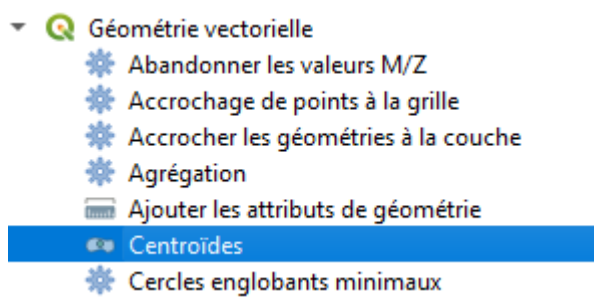 Géométrie vectorielle
Abandonner les valeurs M/Z
Accrochage de points à la grille
Accrocher les géométries à la couche
Agrégation
Ajouter les attributs de géométrie
Centroïdes
Cercles englobants minimaux